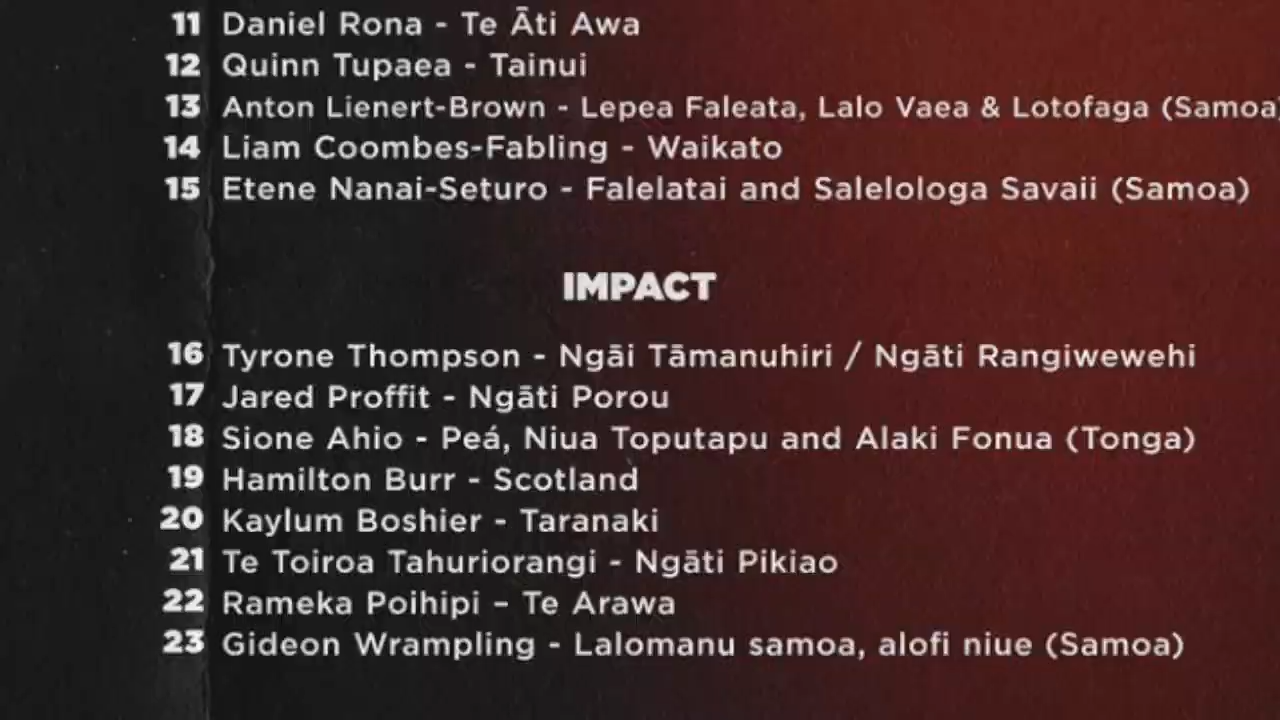 11 Daniel Rona - Te Āti Awa
12 Quinn Tupaea - Tainui
13 Anton Lienert-Brown - Lepea Faleata, Lalo Vaea & Lotofaga (Samoa)
14 Liam Coombes-Fabling - Waikato
15 Etene Nanai-Seturo - Falelatai and Salelologa Savaii (Samoa)
IMPACT
16 Tyrone Thompson - Ngāi Tāmanuhiri / Ngāti Rangiwewehi
17 Jared Proffit - Ngāti Porou
18 Sione Ahio - Peá, Niua Toputapu and Alaki Fonua (Tonga)
19 Hamilton Burr - Scotland
20 Kaylum Boshier - Taranaki
21 Te Toiroa Tahuriorangi - Ngāti Pikiao
22 Rameka Poihipi – Te Arawa
23 Gideon Wrampling - Lalomanu samoa, alofi niue (Samoa)